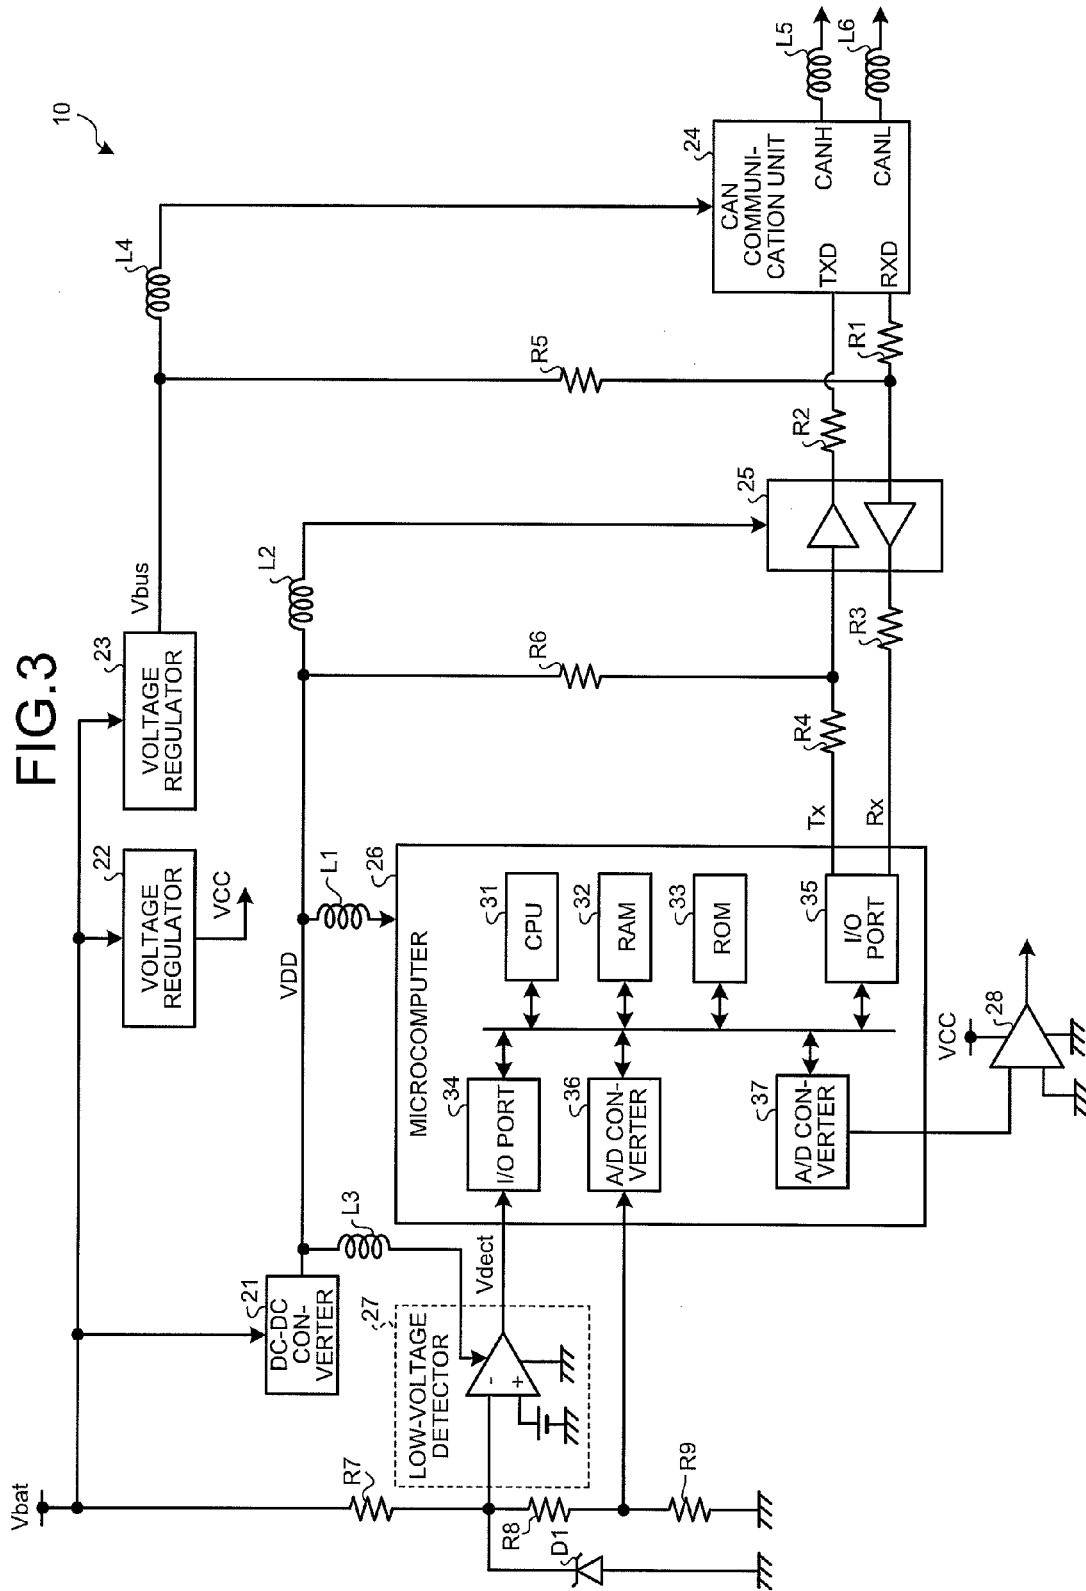 FIG.3
10
Vbat
21
DC-DC
CON-
VERTER
22
VOLTAGE
REGULATOR
VCC
23
VOLTAGE
REGULATOR
Vbus
L4
VDD
L2
L1
L3
27
LOW-VOLTAGE
DETECTOR
-
+
Vdect
R7
R8
D1
R9
26
MICROCOMPUTER
34
I/O PORT
36
A/D CON-
VERTER
37
A/D CON-
VERTER
31
CPU
32
RAM
33
ROM
35
I/O
PORT
VCC
28
Tx
Rx
R4
R6
R3
25
R2
R5
R1
24
CAN
COMMUNI-
CATION UNIT
TXD
CANH
RXD
CANL
L5
L6